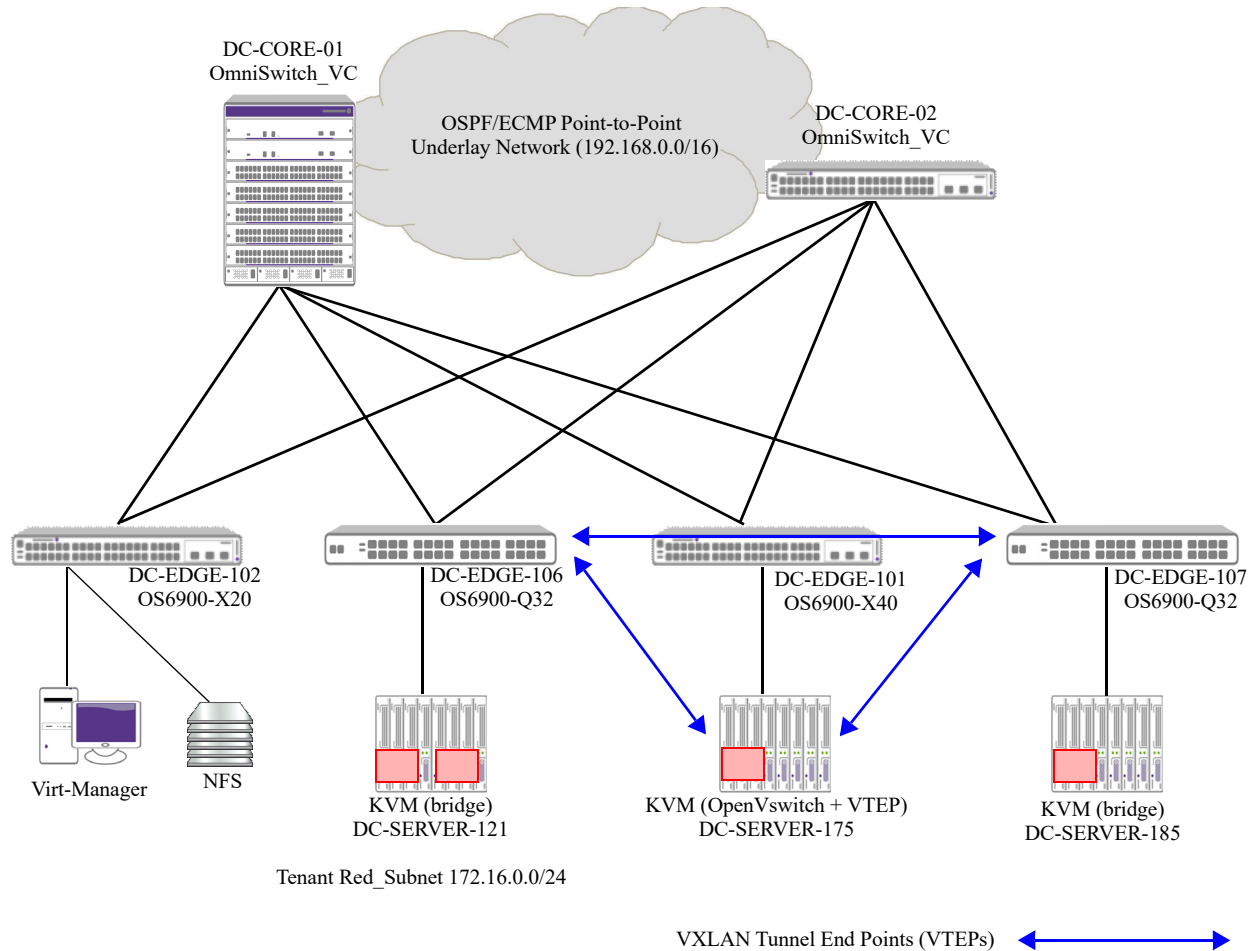 DC-CORE-01
OmniSwitch_VC
OSPF/ECMP Point-to-Point
Underlay Network (192.168.0.0/16)
DC-CORE-02
OmniSwitch_VC
DC-EDGE-102
OS6900-X20
DC-EDGE-106
OS6900-Q32
DC-EDGE-101
OS6900-X40
DC-EDGE-107
OS6900-Q32
Virt-Manager
NFS
KVM (bridge)
DC-SERVER-121
KVM (OpenVswitch + VTEP)
DC-SERVER-175
KVM (bridge)
DC-SERVER-185
Tenant Red_Subnet 172.16.0.0/24
VXLAN Tunnel End Points (VTEPs)